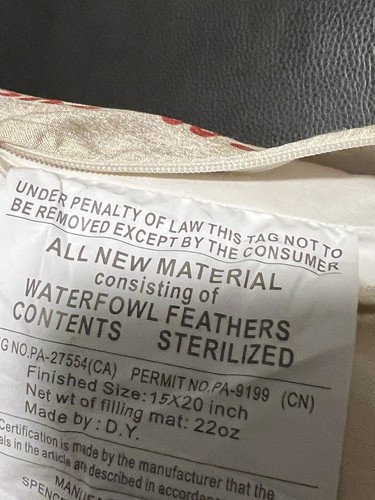 UNDER PENALTY OF LAW THIS TAG NOT TO
BE REMOVED EXCEPT BY THE CONSUMER
ALL NEW MATERIAL
consisting of
WATERFOWL FEATHERS
CONTENTS STERILIZED
G NO.PA-27554(CA) PERMIT NO.PA-9199 (CN)
Finished Size:15X20 inch
Net wt of filling mat: 22oz
Made by : D.Y.
Certification is made by the manufacturer that the
als in the article are described in accordance
MANUFA
SPENC